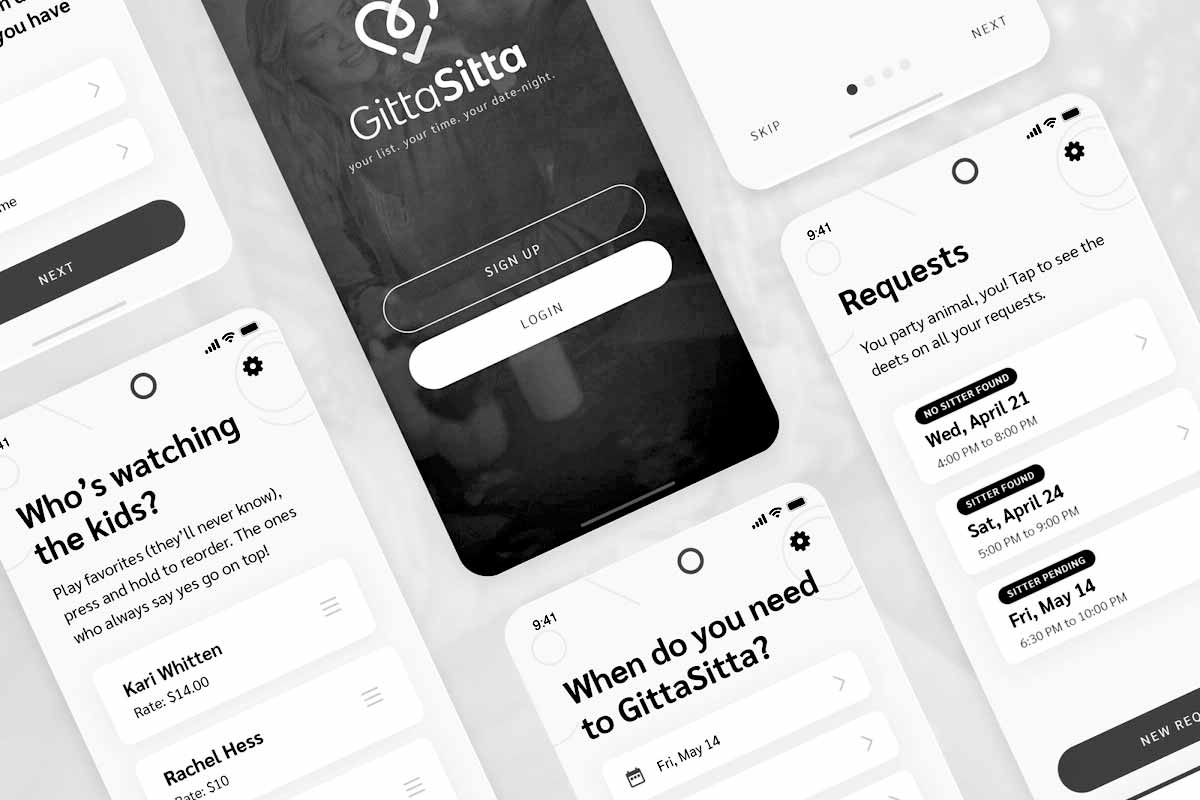 you have
me
NEXT
GittaSitta
your list. your time. your date-night.
SIGN UP
LOGIN
NEXT
SKIP
9:41
Requests
You party animal, you! Tap to see the
deets on all your requests.
NO SITTER FOUND
Wed, April 21
4:00 PM to 8:00 PM
SITTER FOUND
Sat, April 24
5:00 PM to 9:00 PM
SITTER PENDING
Fri, May 14
6:30 PM to 10:00 PM
NEW REQ
41
Who's watching
the kids?
Play favorites (they'll never know),
press and hold to reorder. The ones
who always say yes go on top!
Kari Whitten
Rate: $14.00
Rachel Hess
Rate: $10
9:41
When do you need
to GittaSitta?
Fri, May 14